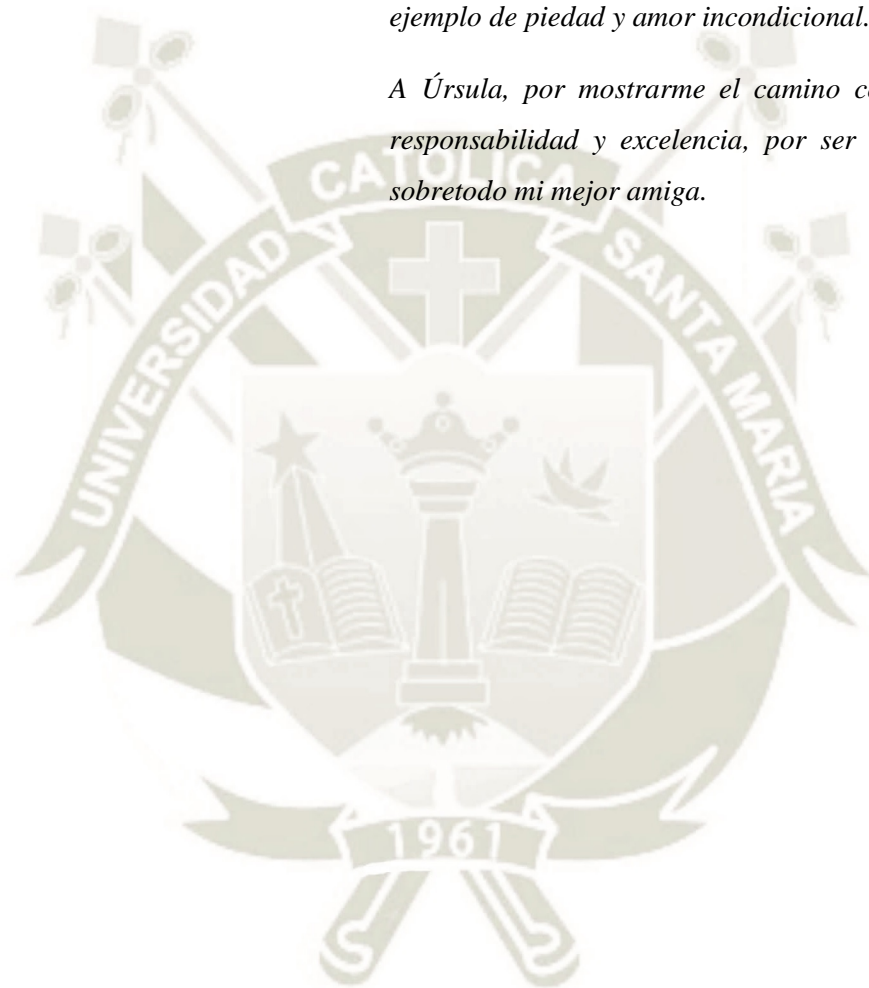 ejemplo de piedad y amor incondicional.
A Úrsula, por mostrarme el camino
responsabilidad y excelencia, por ser
sobretodo mi mejor amiga.
UNIVERSIDAD CATOLICA SANTA MARIA
1961